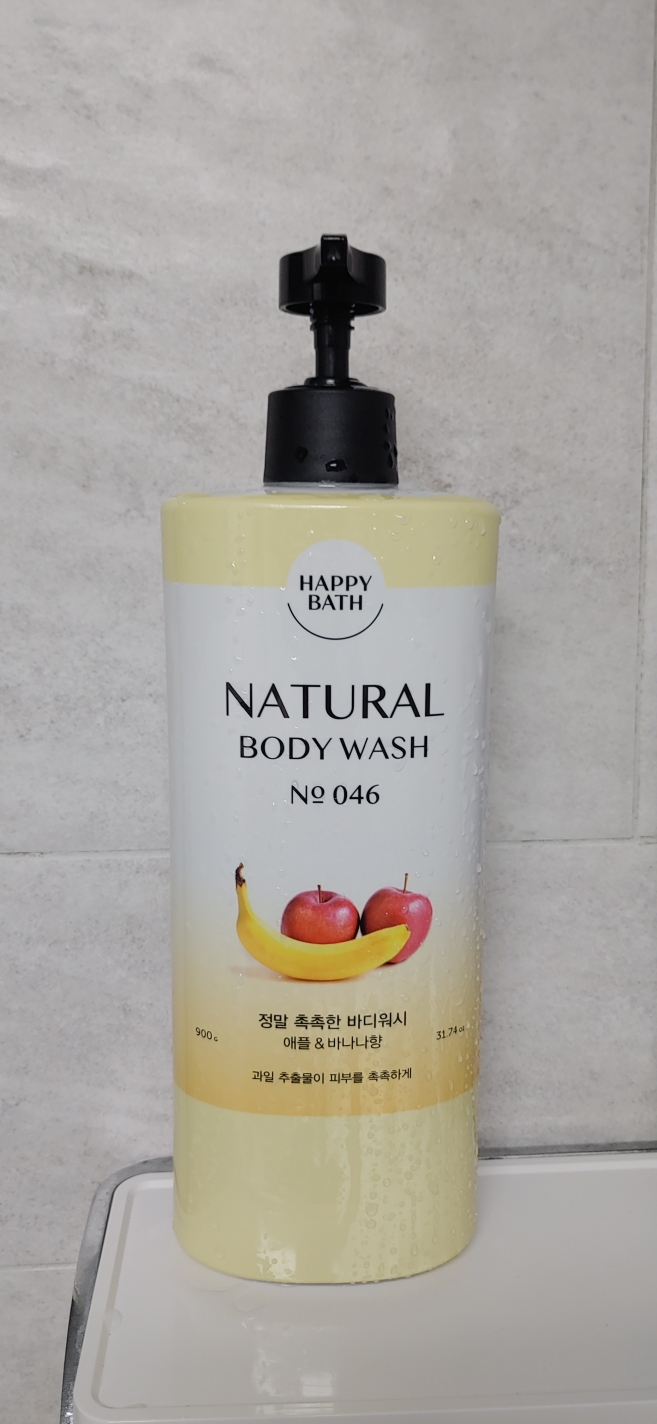 HAPPY
BATH
NATURAL
BODY WASH
№ 046
정말 촉촉한 바디워시
애플 & 바나나향
900G
31.74 oz
과일 추출물이 피부를 촉촉하게